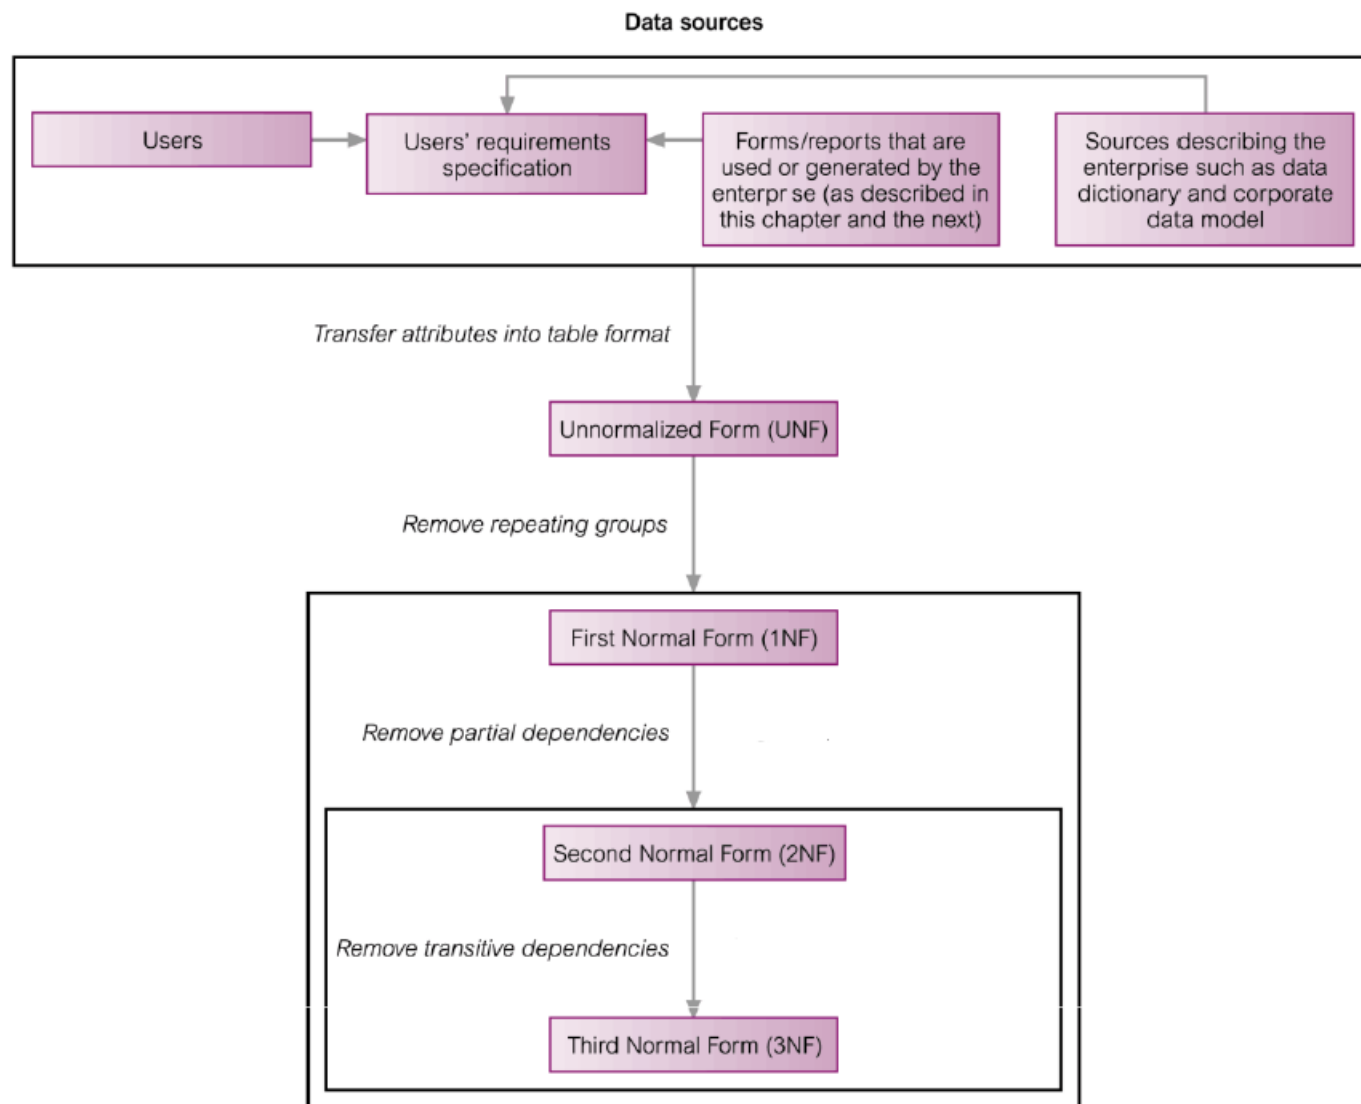 Data sources
Users
Users' requirements
specification
Forms/reports that are
used or generated by the
enterpr se (as described in
this chapter and the next)
Sources describing the
enterprise such as data
dictionary and corporate
data model
Transfer attributes into table format
Unnormalized Form (UNF)
Remove repeating groups
First Normal Form (1NF)
Remove partial dependencies
Second Normal Form (2NF)
Remove transitive dependencies
Third Normal Form (3NF)